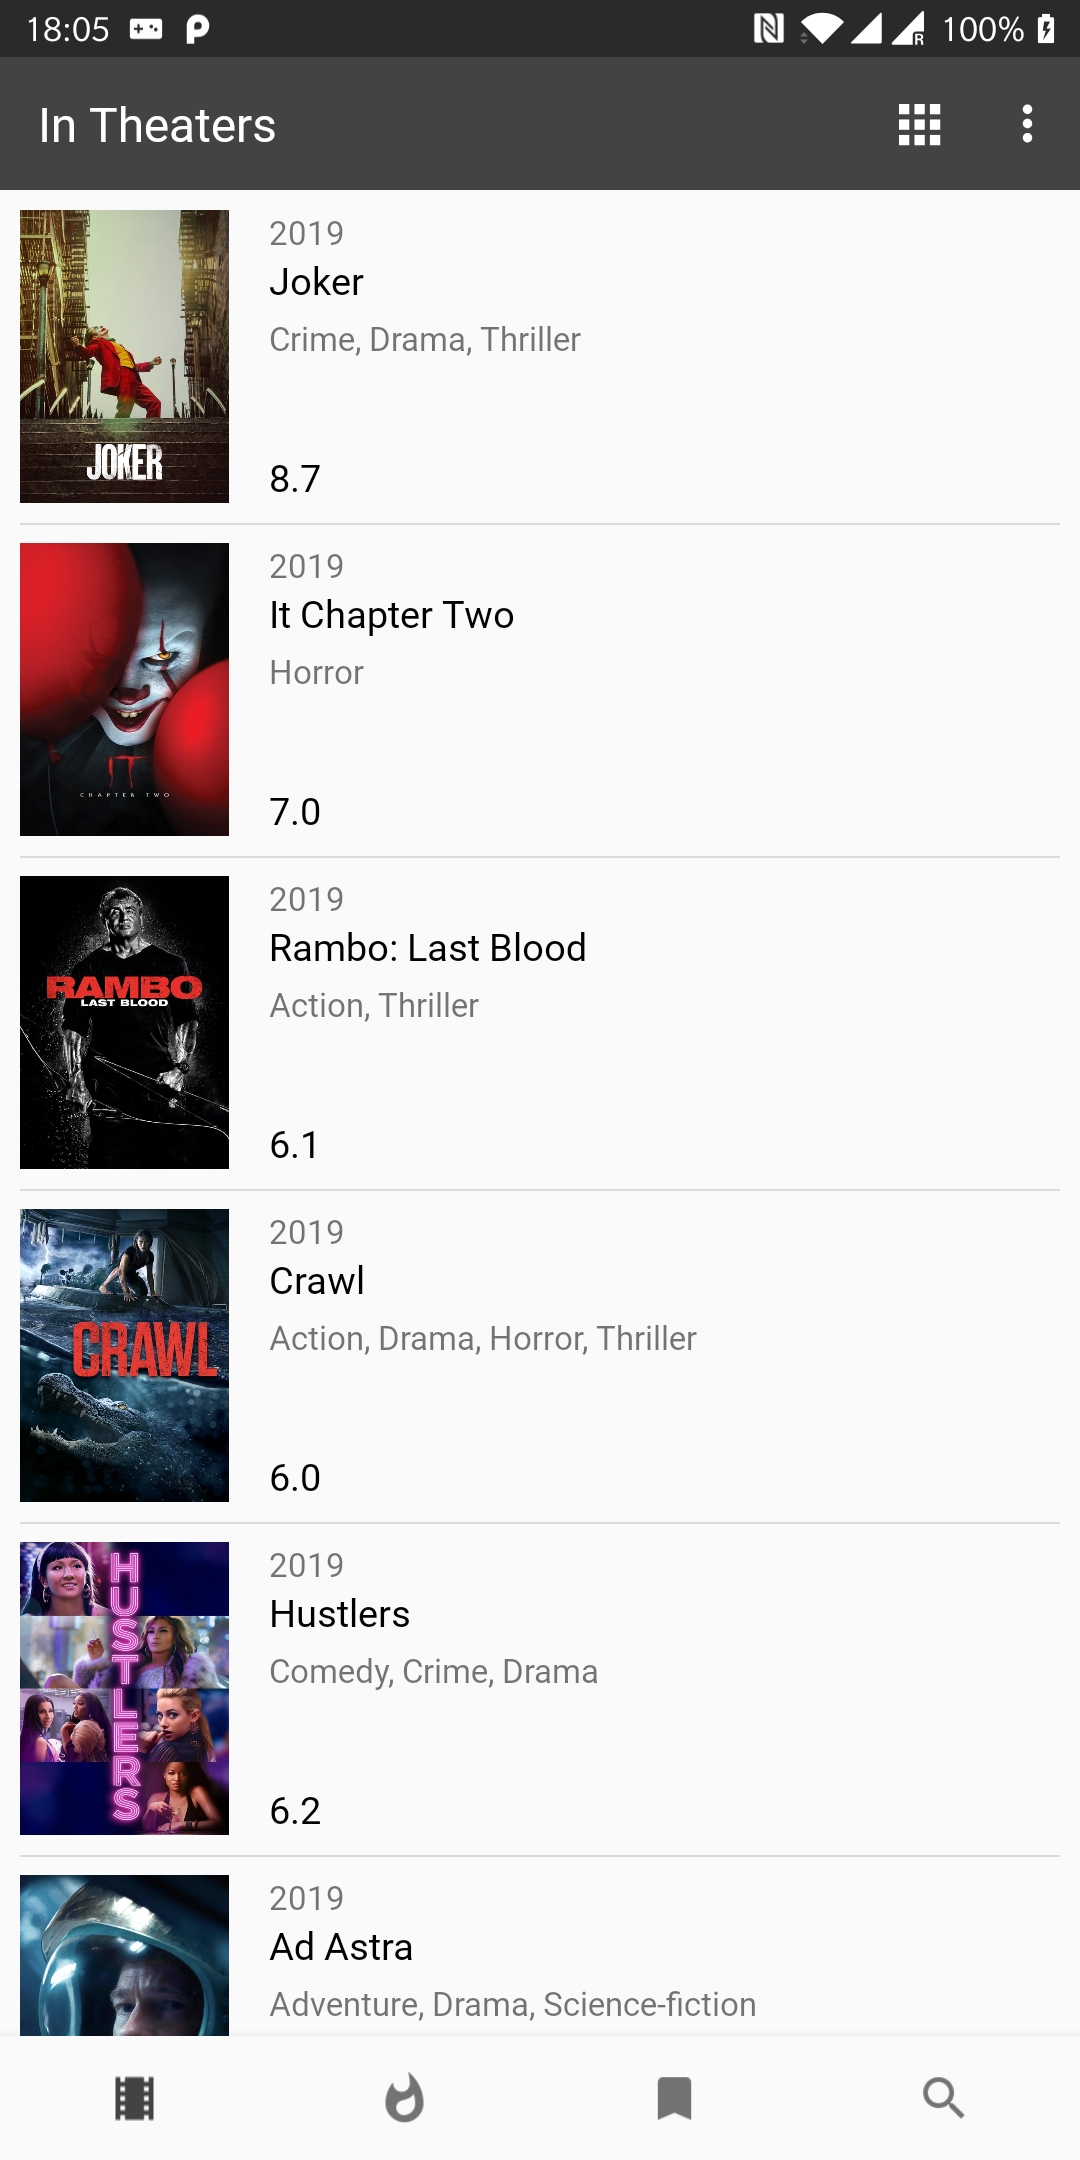 18:05
R
100%
In Theaters
2019
Joker
Crime, Drama, Thriller
JOKER
8.7
2019
It Chapter Two
Horror
IT
CHAPTER TWO
7.0
2019
Rambo: Last Blood
RAMBO
LAST BLOOD
Action, Thriller
6.1
2019
Crawl
Action, Drama, Horror, Thriller
CRAWL
6.0
2019
Hustlers
Comedy, Crime, Drama
HUSTLERS
6.2
2019
Ad Astra
Adventure, Drama, Science-fiction